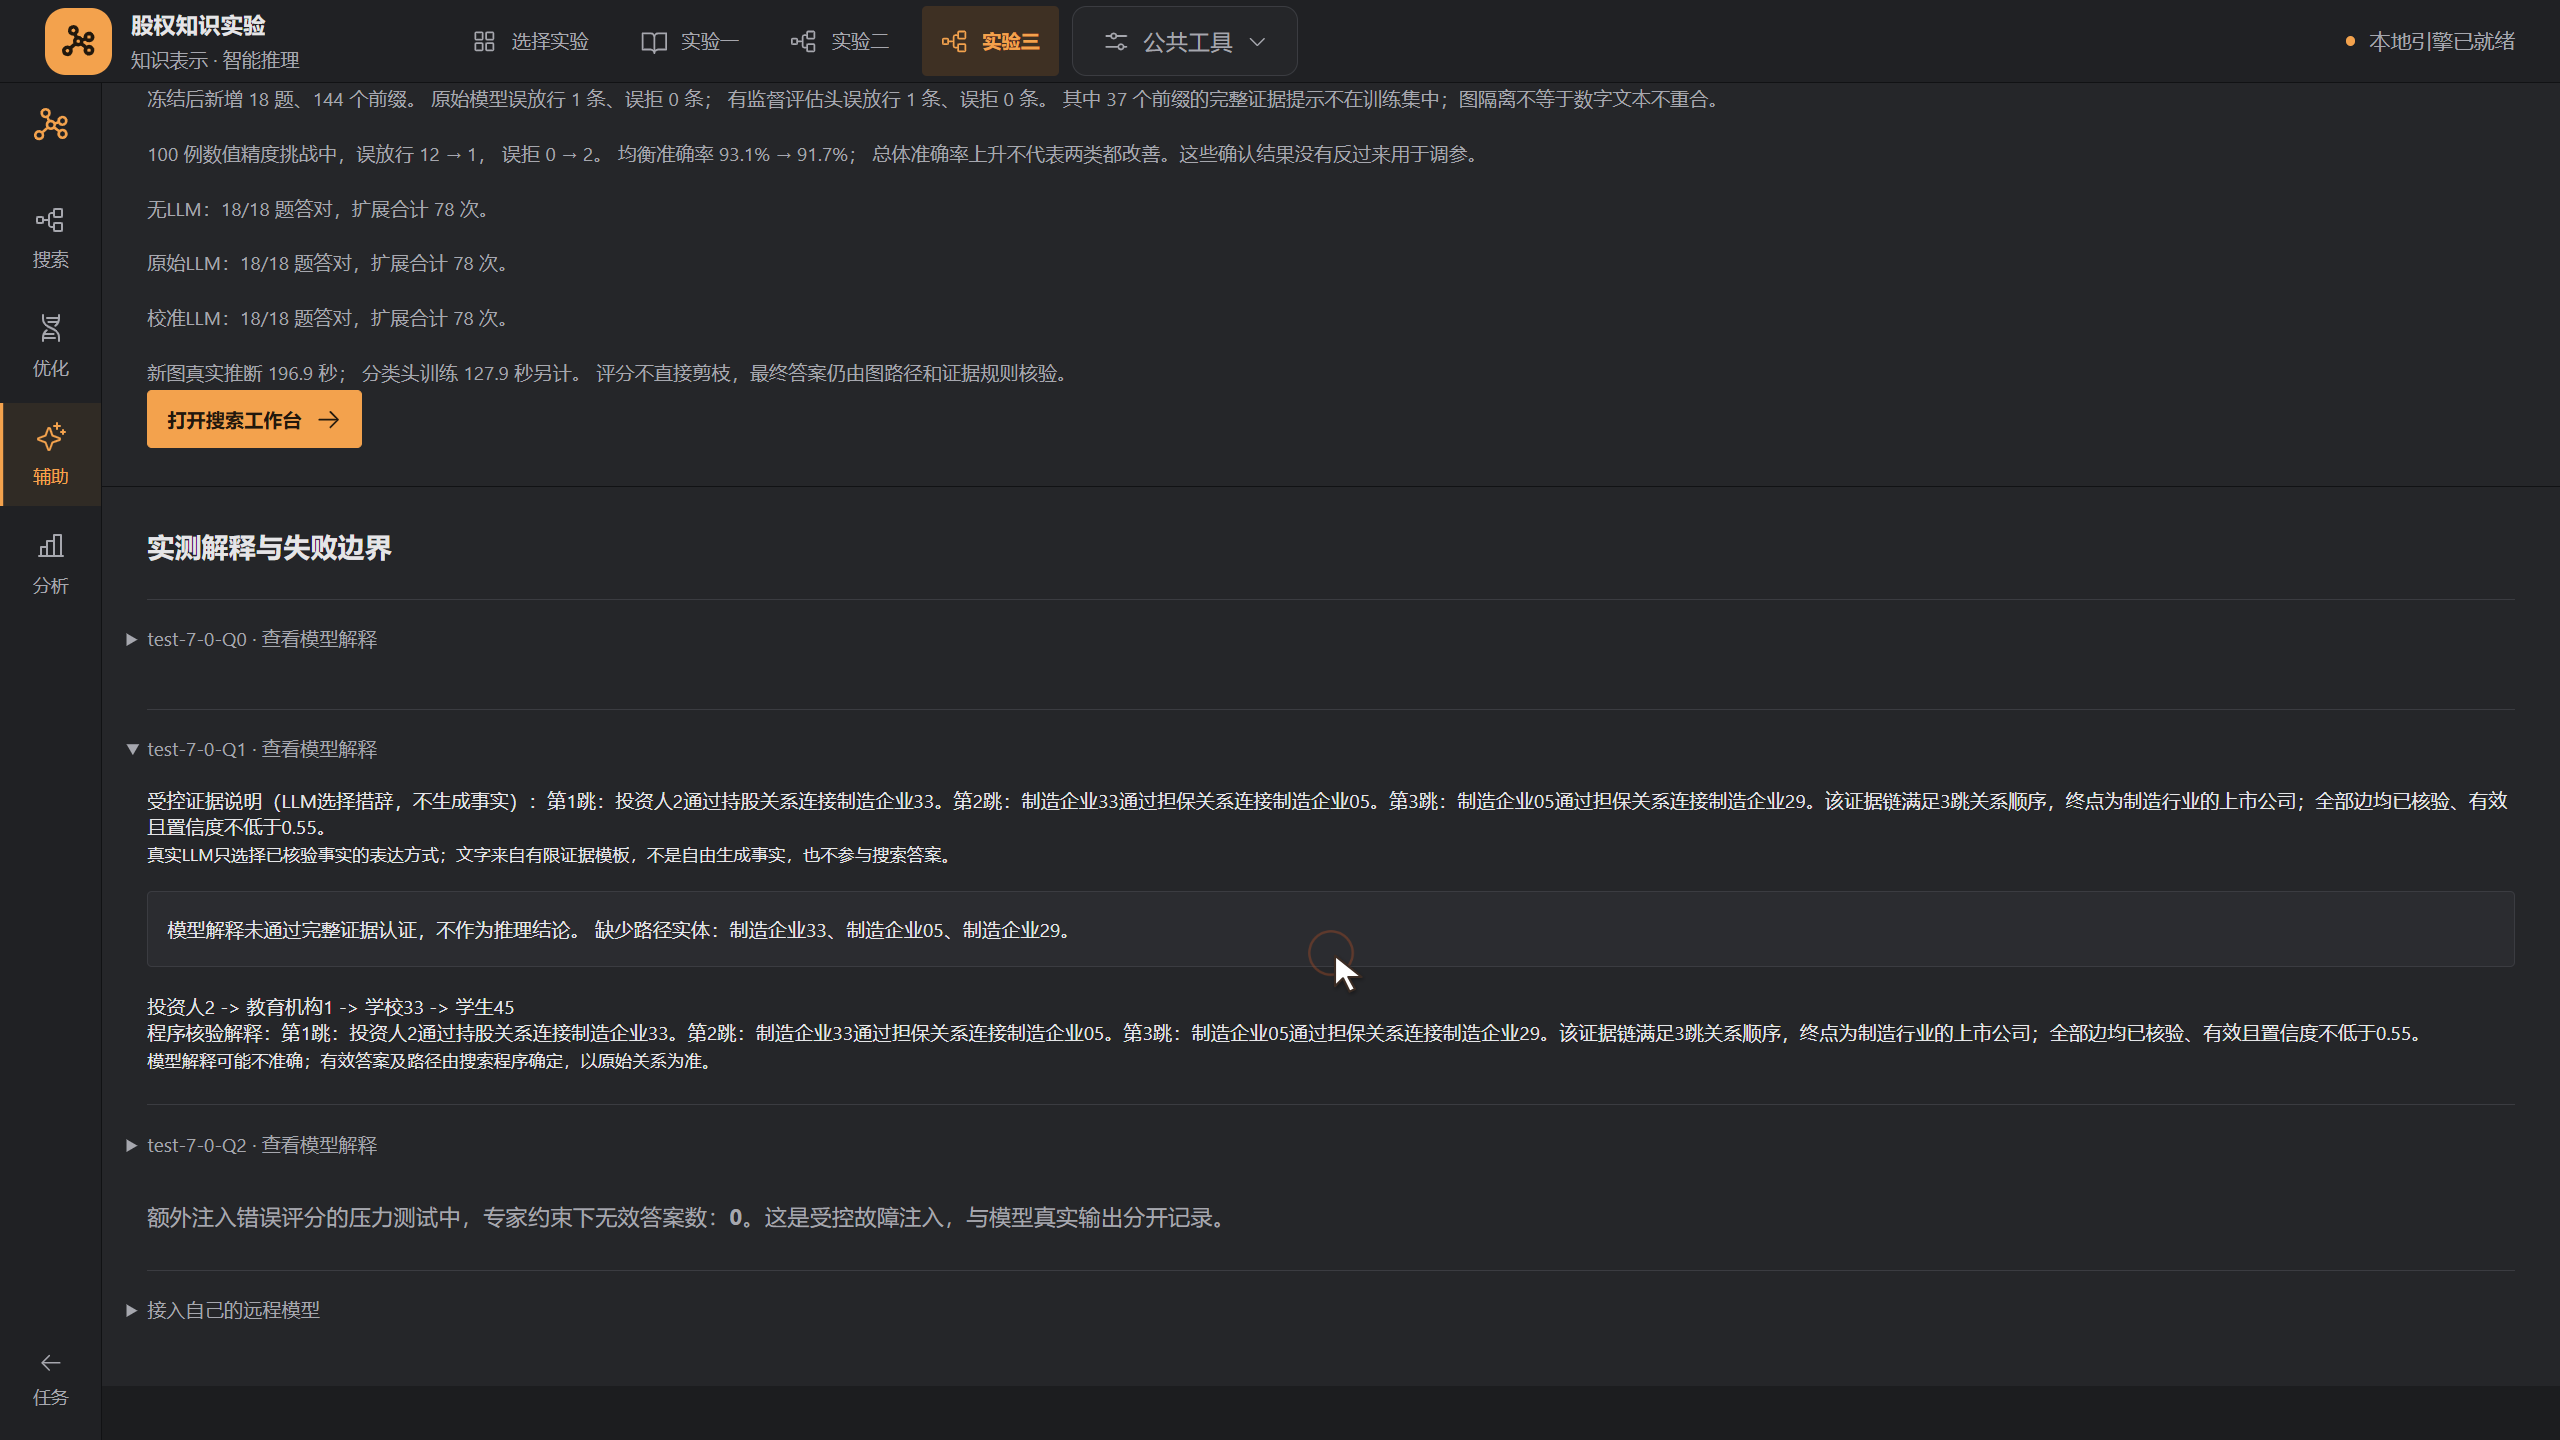 股权知识实验
知识表示 · 智能推理
选择实验
实验一
实验二
实验三
公共工具
本地引擎已就绪
搜索
优化
辅助
分析
任务
冻结后新增 18 题、144 个前缀。 原始模型误放行 1 条、误拒 0 条； 有监督评估头误放行 1 条、误拒 0 条。 其中 37 个前缀的完整证据提示不在训练集中；图隔离不等于数字文本不重合。
100 例数值精度挑战中，误放行 12 → 1， 误拒 0 → 2。 均衡准确率 93.1% → 91.7%； 总体准确率上升不代表两类都改善。这些确认结果没有反过来用于调参。
无LLM：18/18 题答对，扩展合计 78 次。
原始LLM：18/18 题答对，扩展合计 78 次。
校准LLM：18/18 题答对，扩展合计 78 次。
新图真实推断 196.9 秒； 分类头训练 127.9 秒另计。 评分不直接剪枝，最终答案仍由图路径和证据规则核验。
打开搜索工作台
实测解释与失败边界
test-7-0-Q0 · 查看模型解释
test-7-0-Q1 · 查看模型解释
受控证据说明（LLM选择措辞，不生成事实）：第1跳：投资人2通过持股关系连接制造企业33。第2跳：制造企业33通过担保关系连接制造企业05。第3跳：制造企业05通过担保关系连接制造企业29。该证据链满足3跳关系顺序，终点为制造行业的上市公司；全部边均已核验、有效
且置信度不低于0.55。
真实LLM只选择已核验事实的表达方式；文字来自有限证据模板，不是自由生成事实，也不参与搜索答案。
模型解释未通过完整证据认证，不作为推理结论。 缺少路径实体：制造企业33、制造企业05、制造企业29。
投资人2 -> 教育机构1 -> 学校33 -> 学生45
程序核验解释：第1跳：投资人2通过持股关系连接制造企业33。第2跳：制造企业33通过担保关系连接制造企业05。第3跳：制造企业05通过担保关系连接制造企业29。该证据链满足3跳关系顺序，终点为制造行业的上市公司；全部边均已核验、有效且置信度不低于0.55。
模型解释可能不准确；有效答案及路径由搜索程序确定，以原始关系为准。
test-7-0-Q2 · 查看模型解释
额外注入错误评分的压力测试中，专家约束下无效答案数：0。这是受控故障注入，与模型真实输出分开记录。
接入自己的远程模型